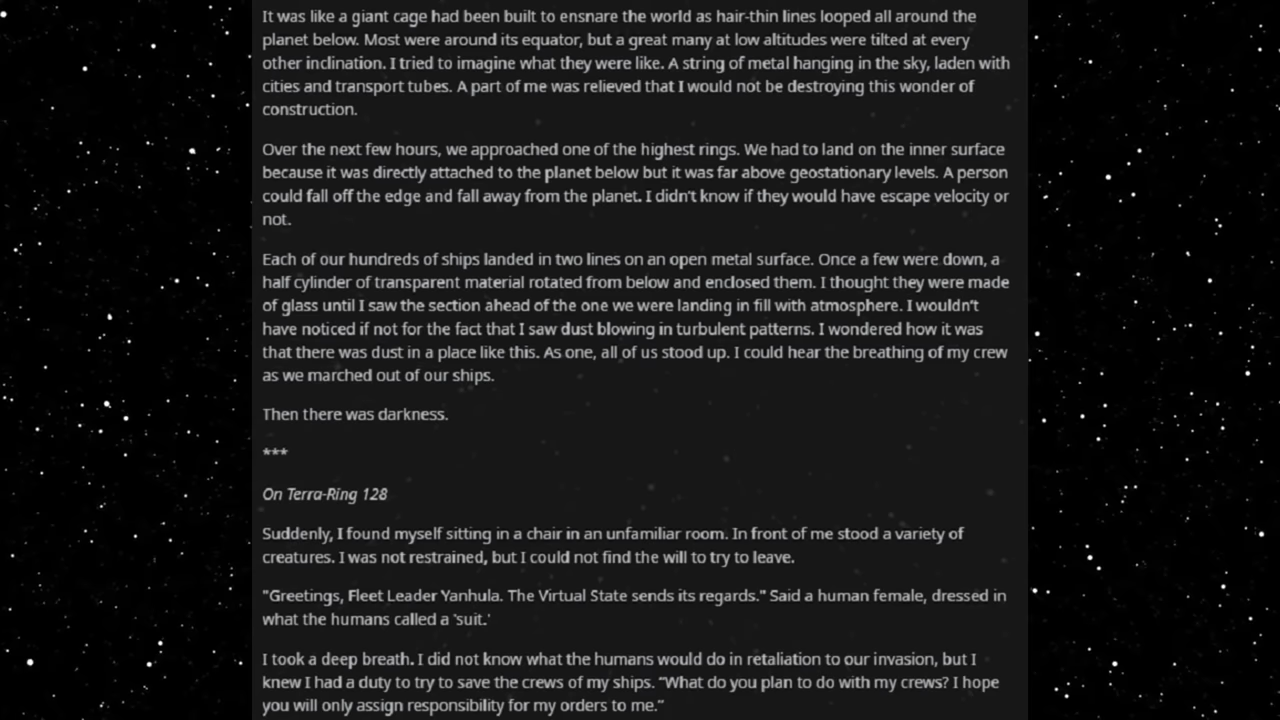 It was like a giant cage had been built to ensnare the world as hair-thin lines looped all around the
planet below. Most were around its equator, but a great many at low altitudes were tilted at every
other inclination. I tried to imagine what they were like. A string of metal hanging in the sky, laden with
cities and transport tubes. A part of me was relieved that I would not be destroying this wonder of
construction.
Over the next few hours, we approached one of the highest rings. We had to land on the inner surface
because it was directly attached to the planet below but it was far above geostationary levels. A person
could fall off the edge and fall away from the planet. I didn't know if they would have escape velocity or
not.
Each of our hundreds of ships landed in two lines on an open metal surface. Once a few were down, a
half cylinder of transparent material rotated from below and enclosed them. I thought they were made
of glass until I saw the section ahead of the one we were landing in fill with atmosphere. I wouldn't
have noticed if not for the fact that I saw dust blowing in turbulent patterns. I wondered how it was
that there was dust in a place like this. As one, all of us stood up. I could hear the breathing of my crew
as we marched out of our ships.
Then there was darkness.
***
On Terra-Ring 128
Suddenly, I found myself sitting in a chair in an unfamiliar room. In front of me stood a variety of
creatures. I was not restrained, but I could not find the will to try to leave.
"Greetings, Fleet Leader Yanhula. The Virtual State sends its regards." Said a human female, dressed in
what the humans called a 'suit.'
I took a deep breath. I did not know what the humans would do in retaliation to our invasion, but I
knew I had a duty to try to save the crews of my ships. "What do you plan to do with my crews? I hope
you will only assign responsibility for my orders to me."